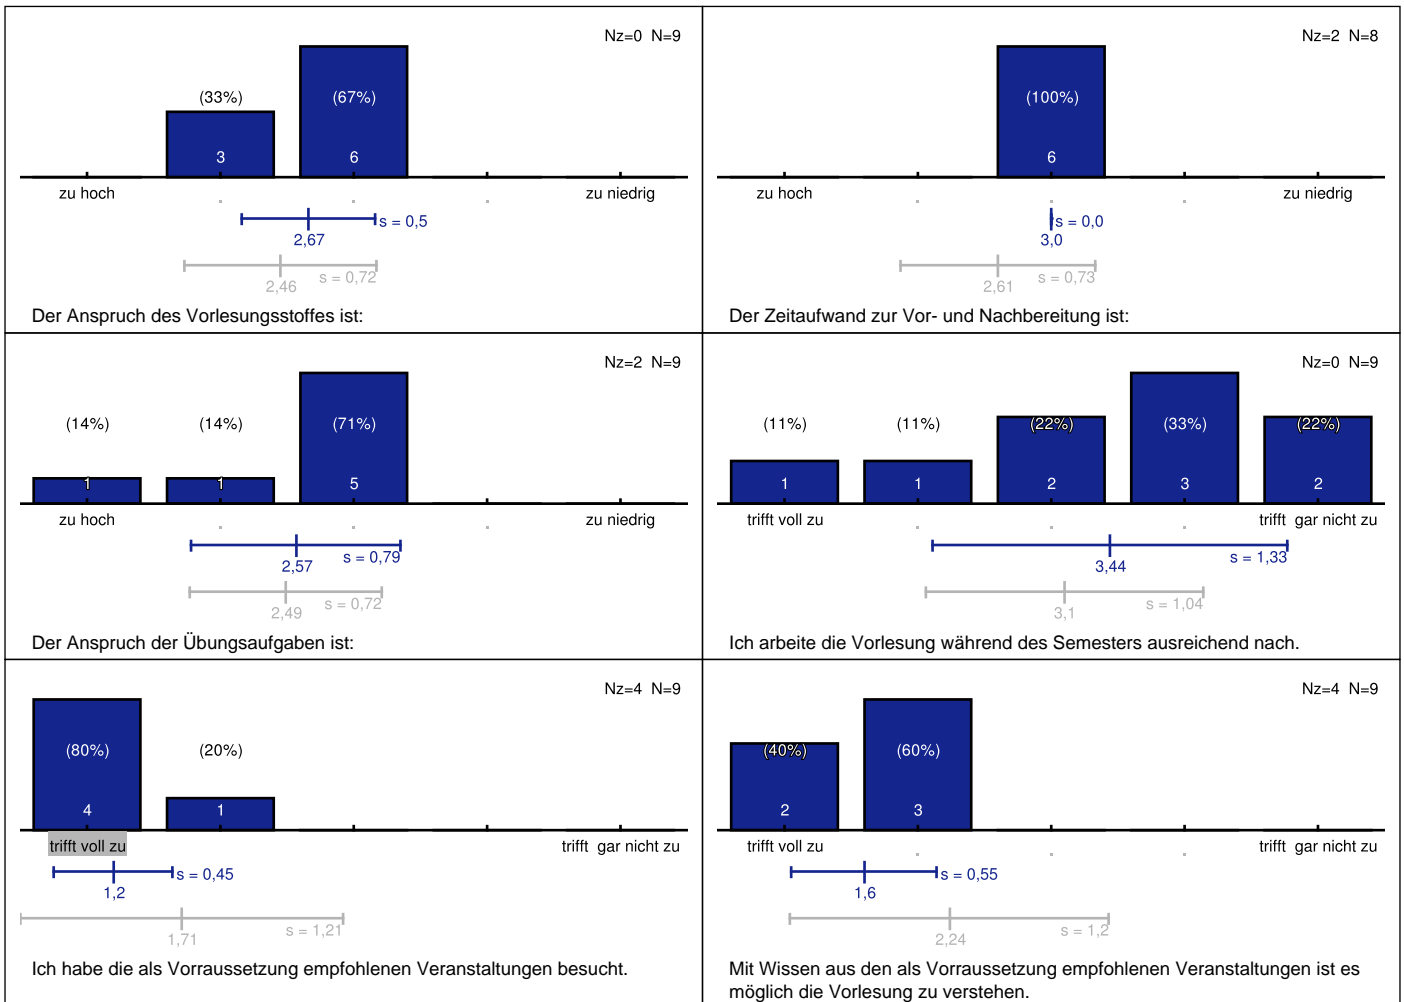 Nz=0 N=9
(33%) (67%)
3 6
zu hoch zu niedrig
s = 0,5
2,67
s = 0,72
2,46
Der Anspruch des Vorlesungsstoffes ist:
Nz=2 N=8
(100%)
6
zu hoch zu niedrig
s = 0,0
3,0
s = 0,73
2,61
Der Zeitaufwand zur Vor- und Nachbereitung ist:
Nz=2 N=9
(14%) (14%) (71%)
1 1 5
zu hoch zu niedrig
s = 0,79
2,57
s = 0,72
2,49
Der Anspruch der Übungsaufgaben ist:
Nz=0 N=9
(11%) (11%) (22%) (33%) (22%)
1 1 2 3 2
trifft voll zu trifft gar nicht zu
s = 1,33
3,44
s = 1,04
3,1
Ich arbeite die Vorlesung während des Semesters ausreichend nach.
Nz=4 N=9
(80%) (20%)
4 1
trifft voll zu trifft gar nicht zu
s = 0,45
1,2
s = 1,21
1,71
Ich habe die als Vorraussetzung empfohlenen Veranstaltungen besucht.
Nz=4 N=9
(40%) (60%)
2 3
trifft voll zu trifft gar nicht zu
s = 0,55
1,6
s = 1,2
2,24
Mit Wissen aus den als Vorraussetzung empfohlenen Veranstaltungen ist es
möglich die Vorlesung zu verstehen.